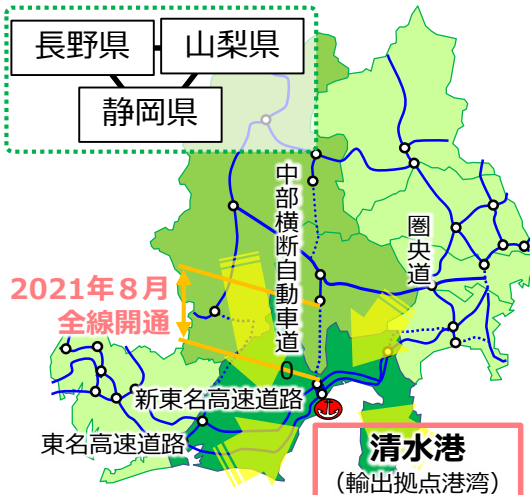 長野県
山梨県
静岡県
中部横断自動車道
圏央道
2021年８月
全線開通
0
新東名高速道路
東名高速道路
清水港
（輸出拠点港湾）